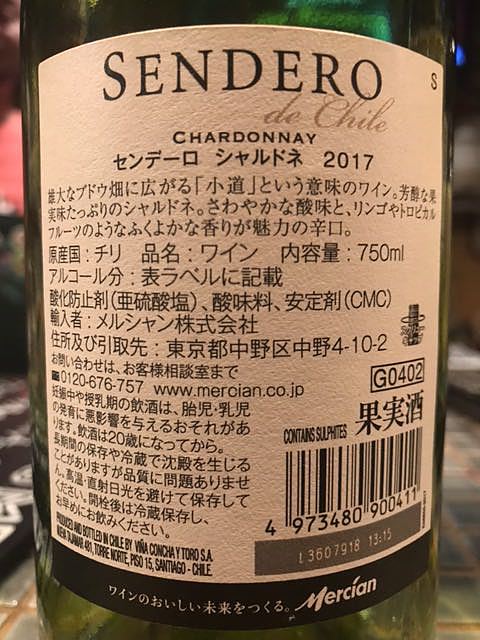 SENDERO
S
de Chile
CHARDONNAY
センデーロ シャルドネ 2017
雄大なブドウ畑に広がる「小道」という意味のワイン。芳醇な果
実味たっぷりのシャルドネ。さわやかな酸味と、リンゴやトロピカル
フルーツのようなふくよかな香りが魅力の辛口。
原産国:チリ 品名:ワイン 内容量:750ml
アルコール分:表ラベルに記載
酸化防止剤(亜硫酸塩)、酸味料、安定剤(CMC)
輸入者:メルシャン株式会社
住所及び引取先:東京都中野区中野4-10-2
お問い合わせは、お客様相談室まで
0120-676-757 www.mercian.co.jp
G0402
妊娠中や授乳期の飲酒は、胎児・乳児
の発育に悪影響を与えるおそれがあ
ります。飲酒は20歳になってから。
長期間の保存や冷蔵で沈殿を生じる
ことがありますが品質に問題ありませ
ん。高温・直射日光を避けて保存して
ください。開栓後は冷蔵保存し、
お早めにお飲みください。
CONTAINS SULPHITES
果実酒
PRODUCED AND BOTTLED IN CHILE BY VIÑA CONCHA Y TORO S.A.
NUEVA TAJAMAR 481, TORRE NORTE, PISO 15, SANTIAGO - CHILE
4 973480 900411
L3607918 13:15
ワインのおいしい未来をつくる。 Mercian